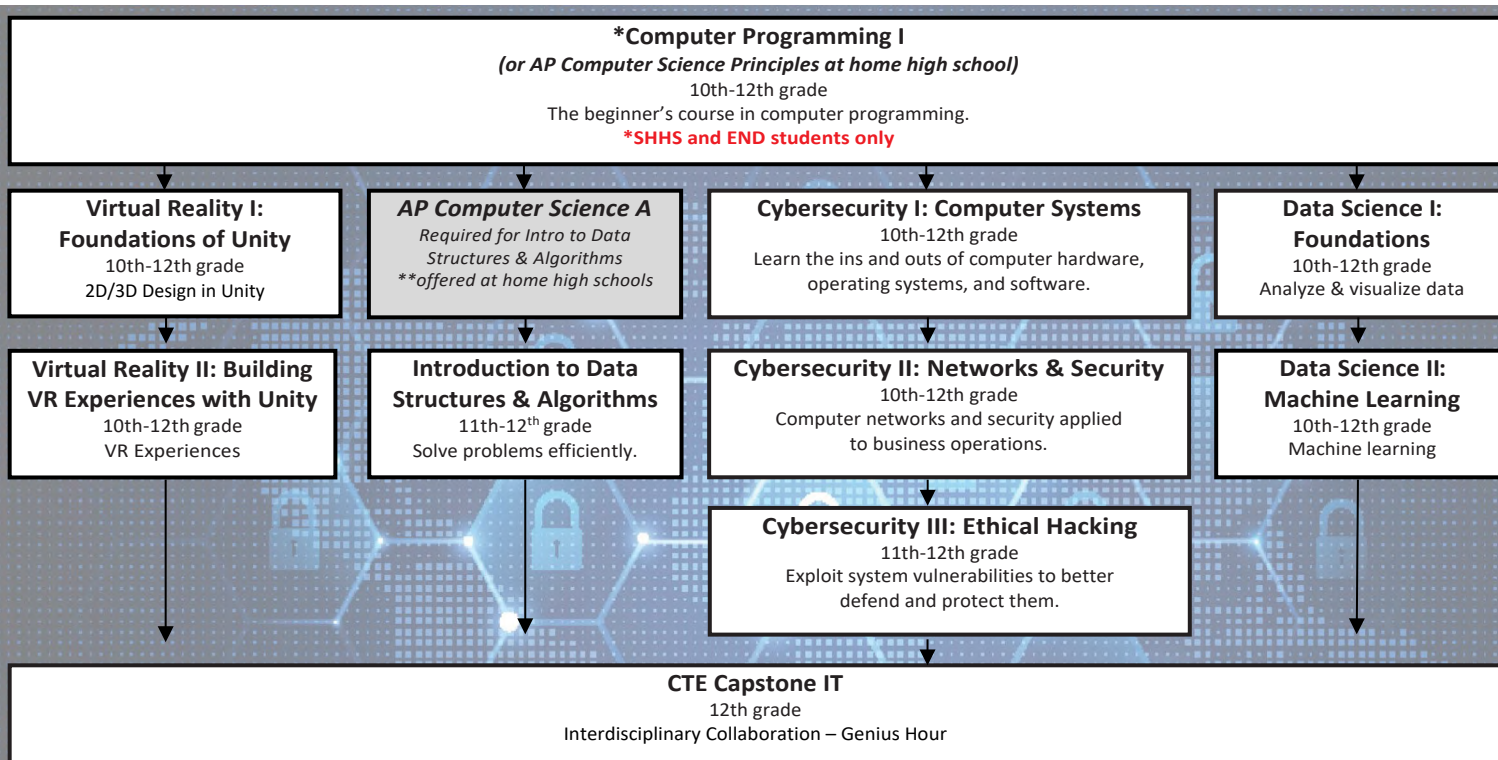 *Computer Programming I
(or AP Computer Science Principles at home high school)
10th-12th grade
The beginner's course in computer programming.
*SHHS and END students only
Virtual Reality I:
Foundations of Unity
10th-12th grade
2D/3D Design in Unity
AP Computer Science A
Required for Intro to Data
Structures & Algorithms
**offered at home high schools
Cybersecurity I: Computer Systems
10th-12th grade
Learn the ins and outs of computer hardware,
operating systems, and software.
Data Science I:
Foundations
10th-12th grade
Analyze & visualize data
Virtual Reality II: Building
VR Experiences with Unity
10th-12th grade
VR Experiences
Introduction to Data
Structures & Algorithms
11th-12th grade
Solve problems efficiently.
Cybersecurity II: Networks & Security
10th-12th grade
Computer networks and security applied
to business operations.
Data Science II:
Machine Learning
10th-12th grade
Machine learning
Cybersecurity III: Ethical Hacking
11th-12th grade
Exploit system vulnerabilities to better
defend and protect them.
CTE Capstone IT
12th grade
Interdisciplinary Collaboration – Genius Hour